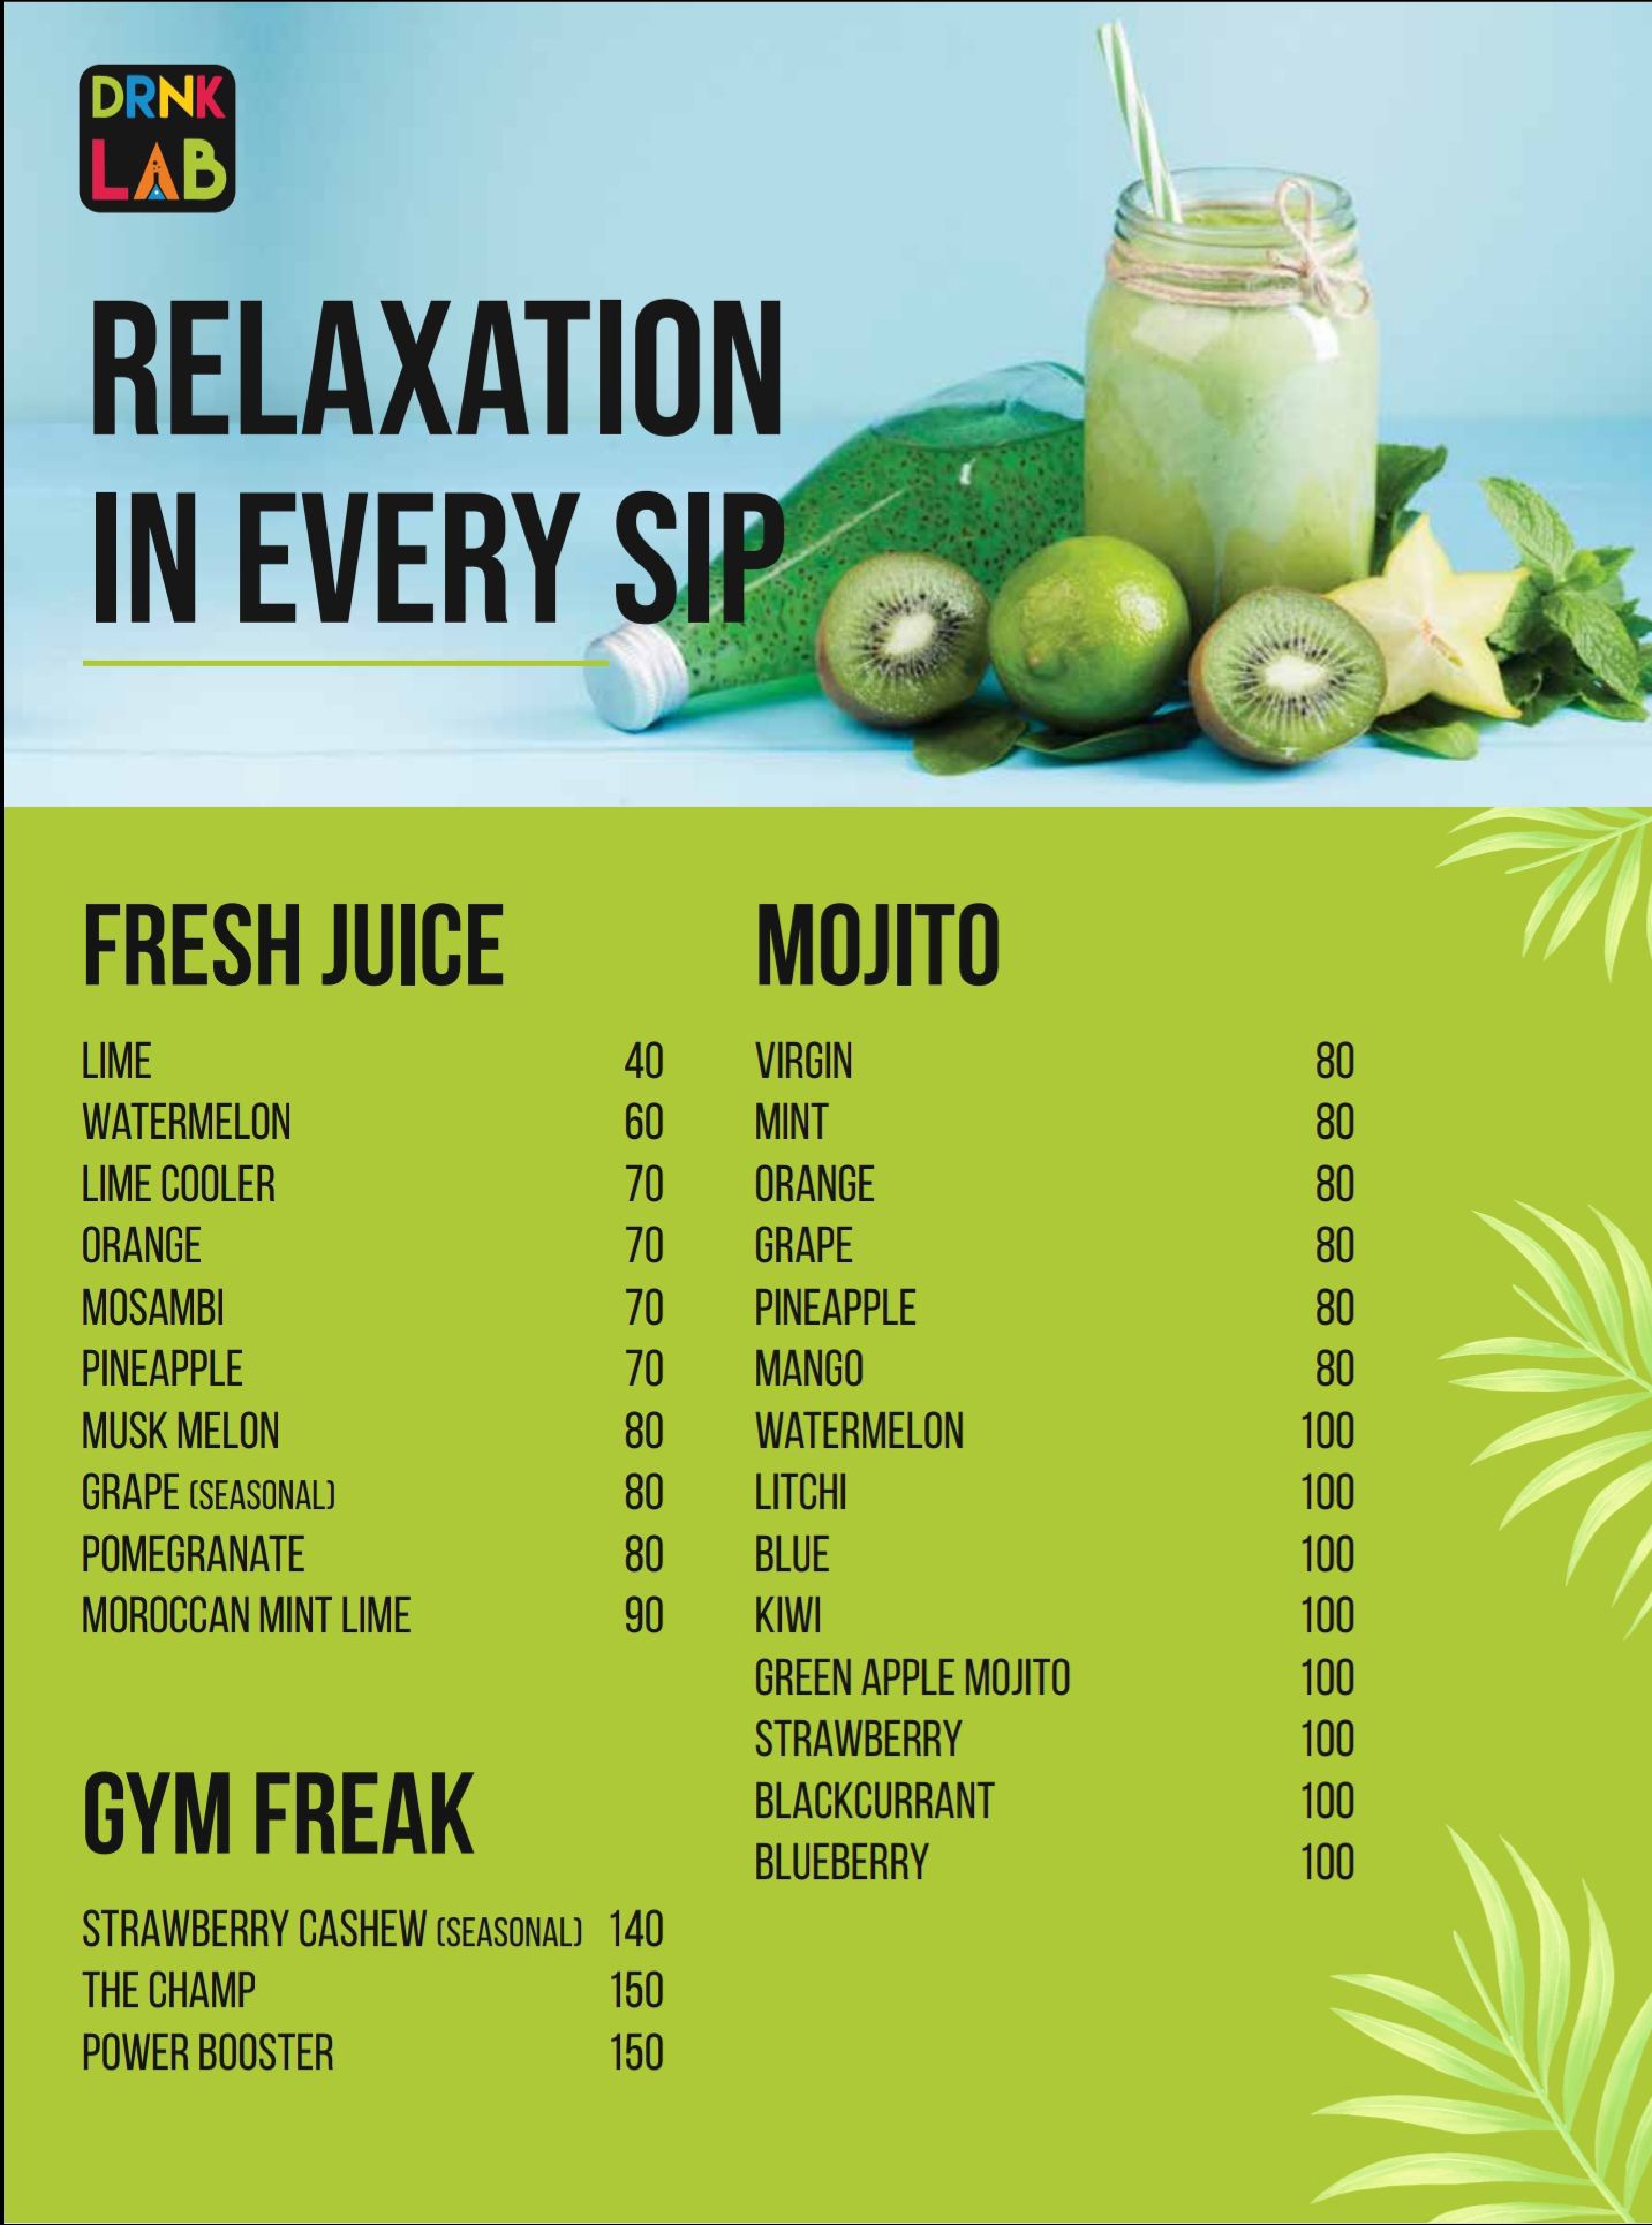 DRNK
LAB
RELAXATION
IN EVERY SIP
FRESH JUICE
LIME 40
WATERMELON 60
LIME COOLER 70
ORANGE 70
MOSAMBI 70
PINEAPPLE 70
MUSK MELON 80
GRAPE (SEASONAL) 80
POMEGRANATE 80
MOROCCAN MINT LIME 90
GYM FREAK
STRAWBERRY CASHEW (SEASONAL) 140
THE CHAMP 150
POWER BOOSTER 150
MOJITO
VIRGIN 80
MINT 80
ORANGE 80
GRAPE 80
PINEAPPLE 80
MANGO 80
WATERMELON 100
LITCHI 100
BLUE 100
KIWI 100
GREEN APPLE MOJITO 100
STRAWBERRY 100
BLACKCURRANT 100
BLUEBERRY 100